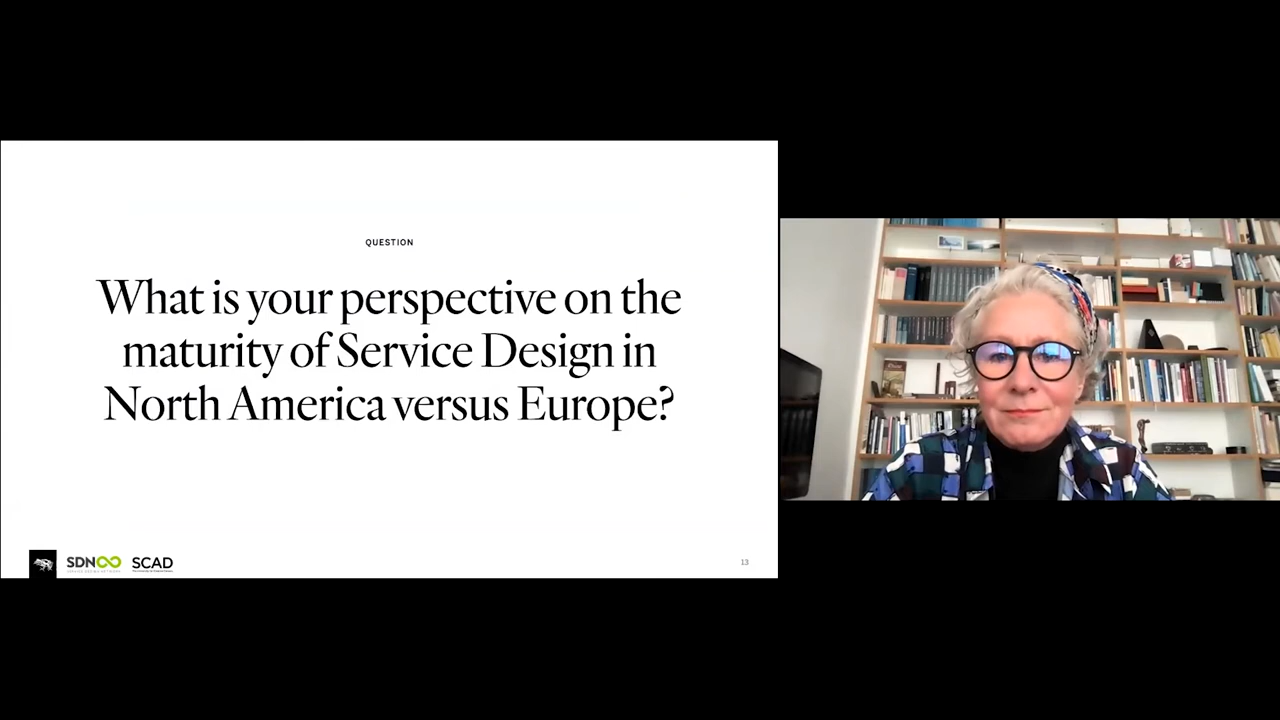 QUESTION
What is your perspective on the
maturity of Service Design in
North America versus Europe?
SDN
SCAD
13